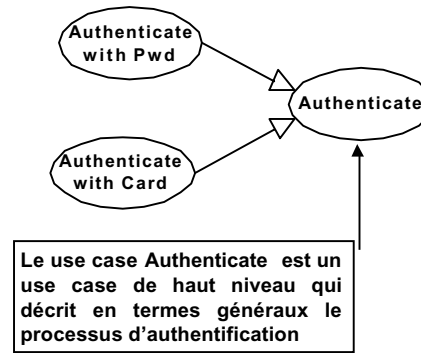 Authenticate
with Pwd
Authenticate
Authenticate
with Card
Le use case Authenticate est un
use case de haut niveau qui
décrit en termes généraux le
processus d'authentification